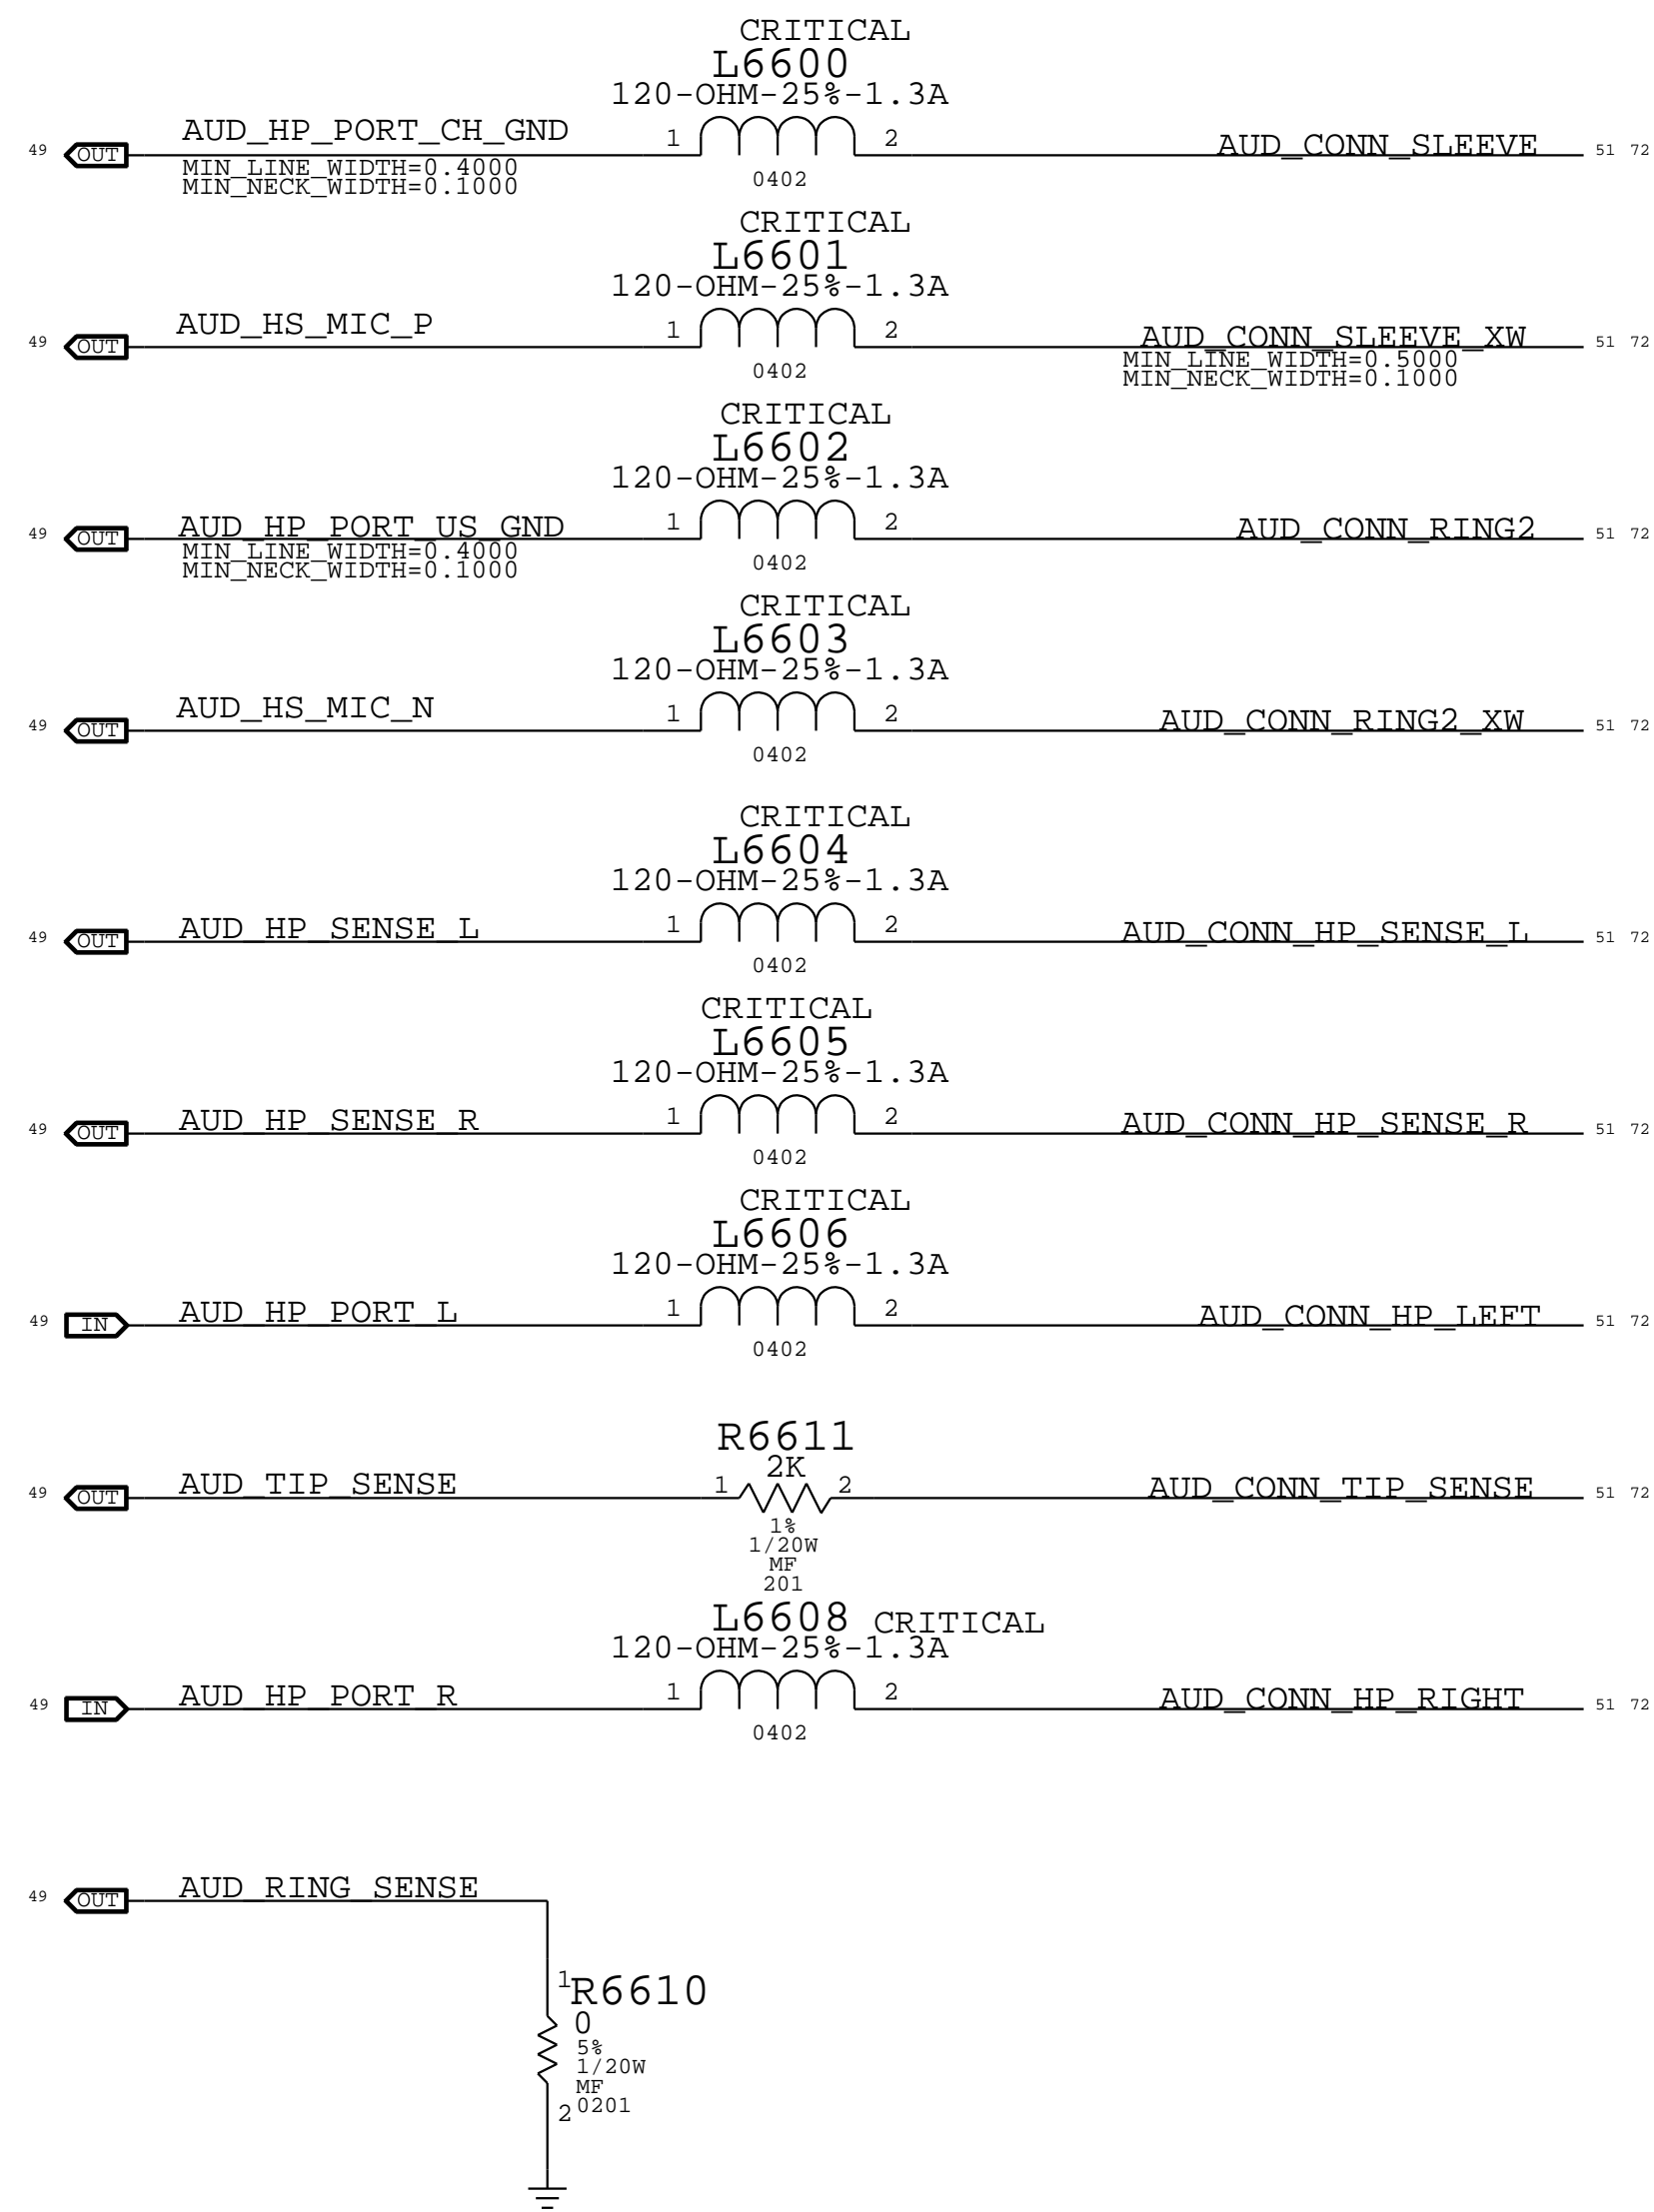 CRITICAL
L6600
120-OHM-25%-1.3A
49 OUT AUD_HP_PORT_CH_GND 1 2 AUD_CONN_SLEEVE 51 72
MIN_LINE_WIDTH=0.4000
MIN_NECK_WIDTH=0.1000
0402
CRITICAL
L6601
120-OHM-25%-1.3A
49 OUT AUD_HS_MIC_P 1 2 AUD_CONN_SLEEVE_XW 51 72
MIN_LINE_WIDTH=0.5000
MIN_NECK_WIDTH=0.1000
0402
CRITICAL
L6602
120-OHM-25%-1.3A
49 OUT AUD_HP_PORT_US_GND 1 2 AUD_CONN_RING2 51 72
MIN_LINE_WIDTH=0.4000
MIN_NECK_WIDTH=0.1000
0402
CRITICAL
L6603
120-OHM-25%-1.3A
49 OUT AUD_HS_MIC_N 1 2 AUD_CONN_RING2_XW 51 72
0402
CRITICAL
L6604
120-OHM-25%-1.3A
49 OUT AUD_HP_SENSE_L 1 2 AUD_CONN_HP_SENSE_L 51 72
0402
CRITICAL
L6605
120-OHM-25%-1.3A
49 OUT AUD_HP_SENSE_R 1 2 AUD_CONN_HP_SENSE_R 51 72
0402
CRITICAL
L6606
120-OHM-25%-1.3A
49 IN AUD_HP_PORT_L 1 2 AUD_CONN_HP_LEFT 51 72
0402
R6611
2K
49 OUT AUD_TIP_SENSE 1 2 AUD_CONN_TIP_SENSE 51 72
1%
1/20W
MF
201
L6608 CRITICAL
120-OHM-25%-1.3A
49 IN AUD_HP_PORT_R 1 2 AUD_CONN_HP_RIGHT 51 72
0402
49 OUT AUD_RING_SENSE
1 R6610
0
5%
1/20W
MF
2 0201